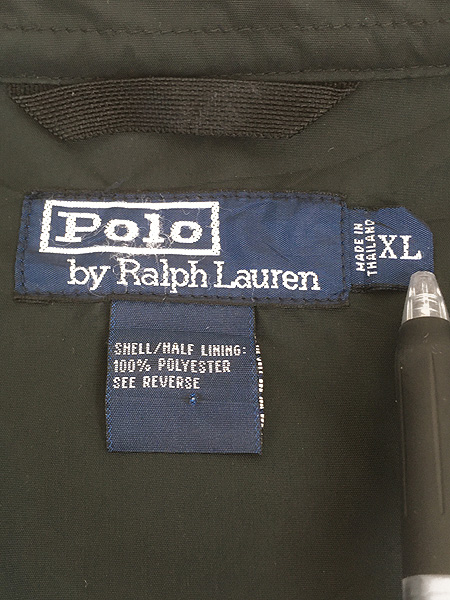 Polo
by Ralph Lauren
MADE IN
THAILAND
XL
SHELL/HALF LINING:
100% POLYESTER
SEE REVERSE